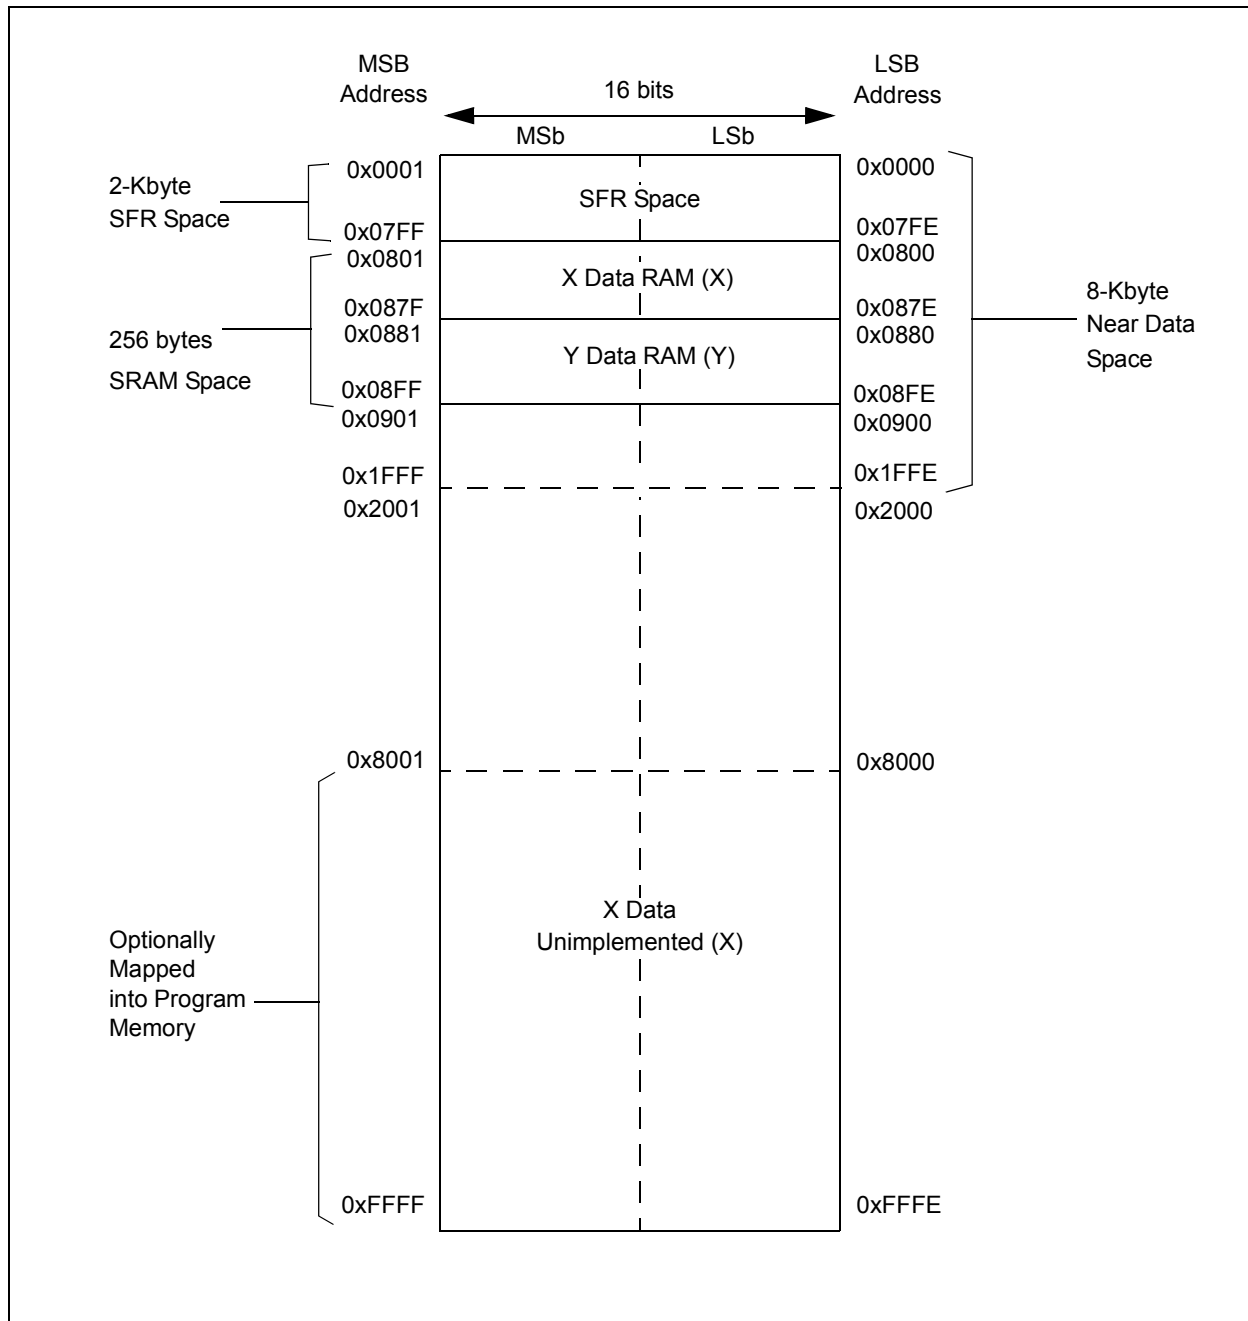 MSB
Address
16 bits
LSB
Address
MSb
LSb
2-Kbyte
SFR Space
0x0001
SFR Space
0x0000
0x07FF
0x07FE
0x0801
0x0800
256 bytes
SRAM Space
X Data RAM (X)
0x087F
0x087E
0x0881
0x0880
Y Data RAM (Y)
8-Kbyte
Near Data
Space
0x08FF
0x08FE
0x0901
0x0900
0x1FFF
0x1FFE
0x2001
0x2000
0x8001
0x8000
Optionally
Mapped
into Program
Memory
X Data
Unimplemented (X)
0xFFFF
0xFFFE